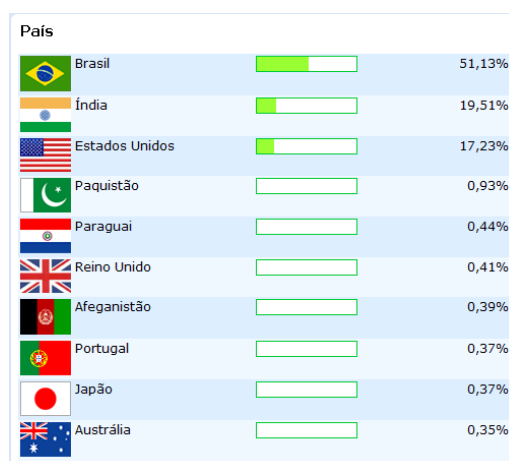 País
Brasil 51,13%
Índia 19,51%
Estados Unidos 17,23%
Paquistão 0,93%
Paraguai 0,44%
Reino Unido 0,41%
Afeganistão 0,39%
Portugal 0,37%
Japão 0,37%
Austrália 0,35%